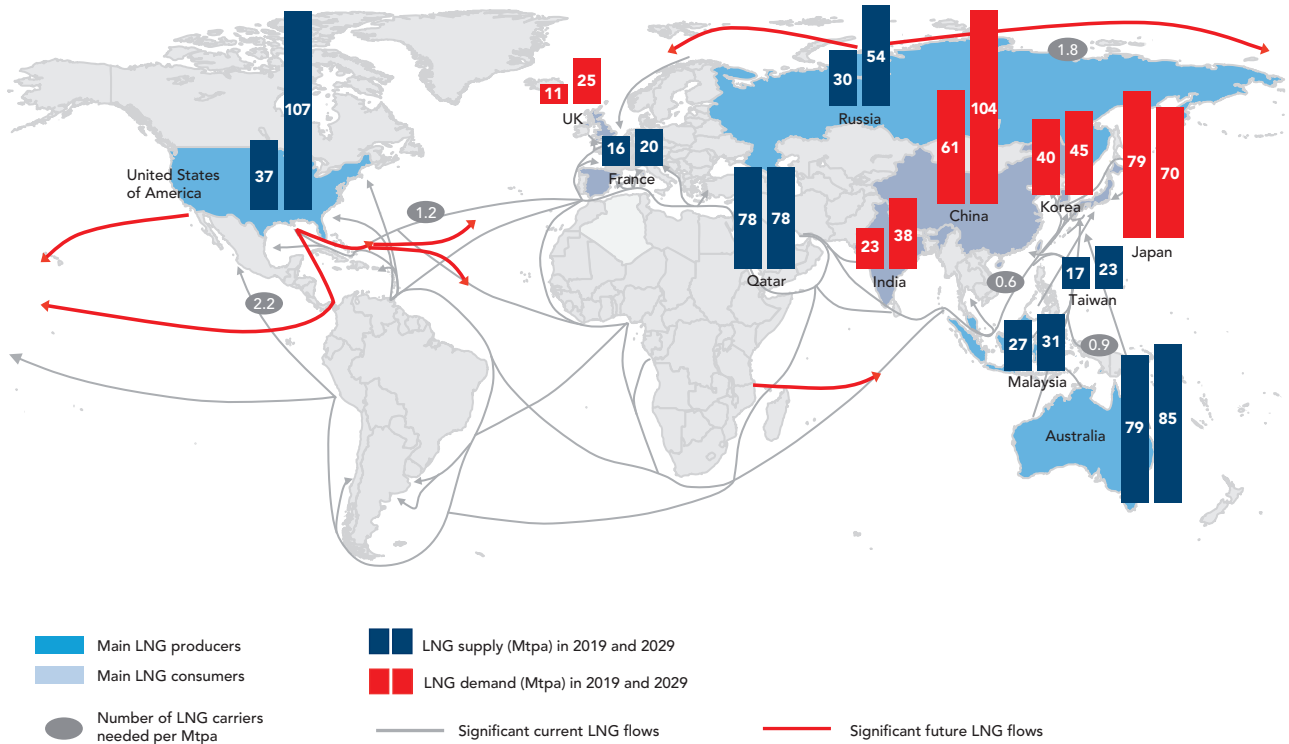 107
37
United States
of America
1.2
2.2
11
25
UK
16
20
France
30
54
Russia
1.8
61
104
China
40
45
Korea
79
70
Japan
78
78
Qatar
23
38
India
0.6
17
23
Taiwan
27
31
Malaysia
0.9
79
85
Australia
Main LNG producers
Main LNG consumers
Number of LNG carriers
needed per Mtpa
LNG supply (Mtpa) in 2019 and 2029
LNG demand (Mtpa) in 2019 and 2029
Significant current LNG flows
Significant future LNG flows